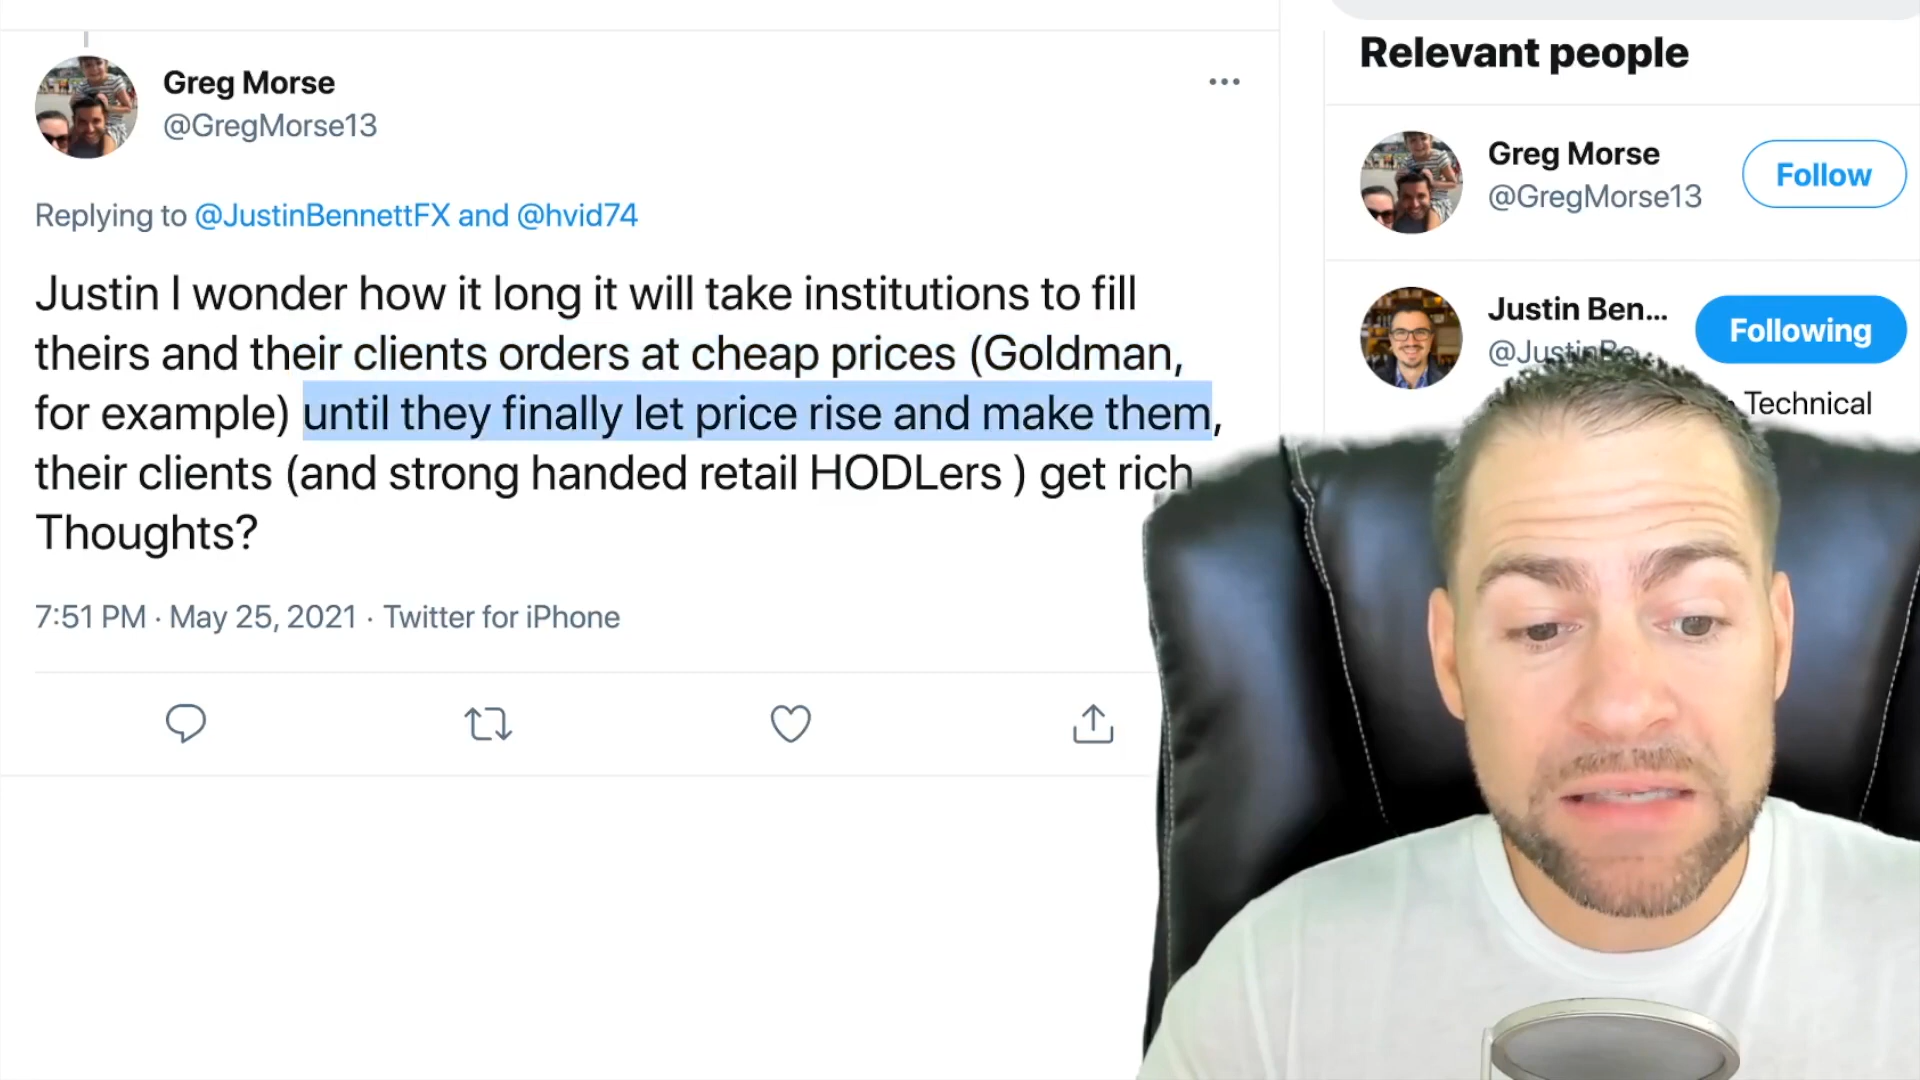 Greg Morse
@GregMorse13
Replying to @JustinBennettFX and @hvid74
Justin I wonder how it long it will take institutions to fill
theirs and their clients orders at cheap prices (Goldman,
for example) until they finally let price rise and make them,
their clients (and strong handed retail HODLers ) get rich
Thoughts?
7:51 PM · May 25, 2021 · Twitter for iPhone
Relevant people
Greg Morse
@GregMorse13
Follow
Justin Ben...
@JustinBe...
Following
Technical